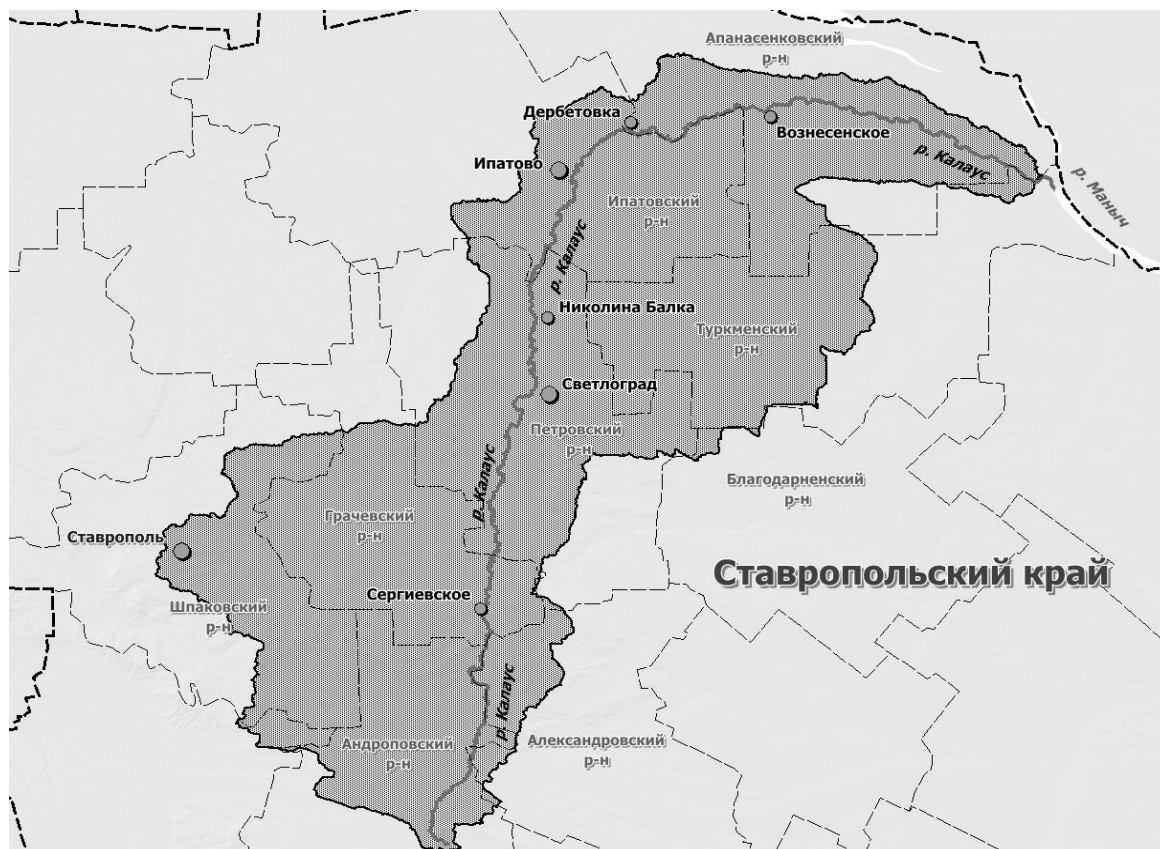 Апанасенковский
р-н
Дербетовка
Вознесенское
р. Калаус
р. Маныч
Ипатово
Ипатовский
р-н
р. Калаус
Николина Балка
Туркменский
р-н
Светлоград
Петровский
р-н
Благодарненский
р-н
р. Калаус
Грачевский
р-н
Ставрополь
Ставропольский край
Сергиевское
Шпаковский
р-н
р. Калаус
Андроповский
р-н
Александровский
р-н